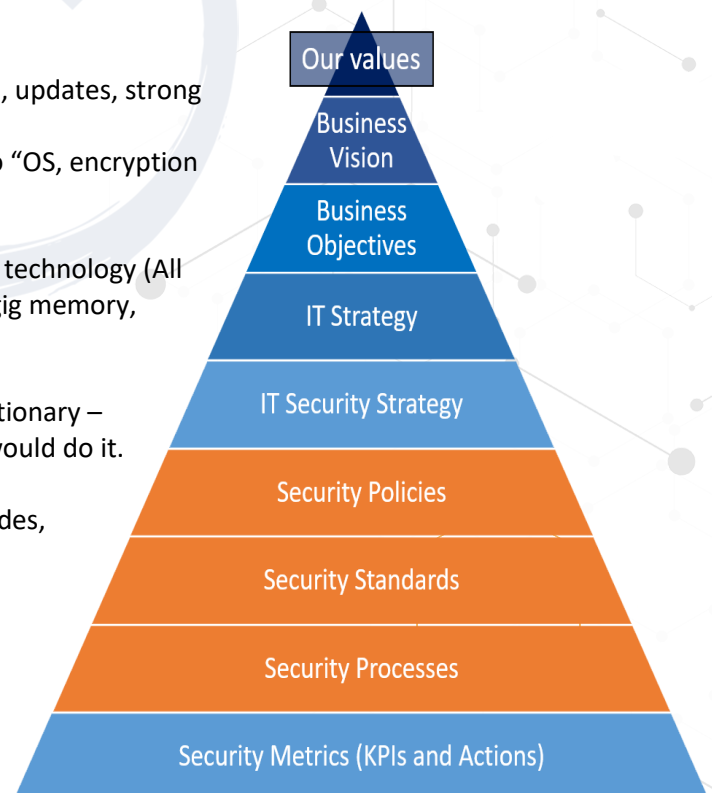 , updates, strong
“OS, encryption
technology (All
gig memory,
tionary –
would do it.
des,
Our values
Business
Vision
Business
Objectives
IT Strategy
IT Security Strategy
Security Policies
Security Standards
Security Processes
Security Metrics (KPIs and Actions)